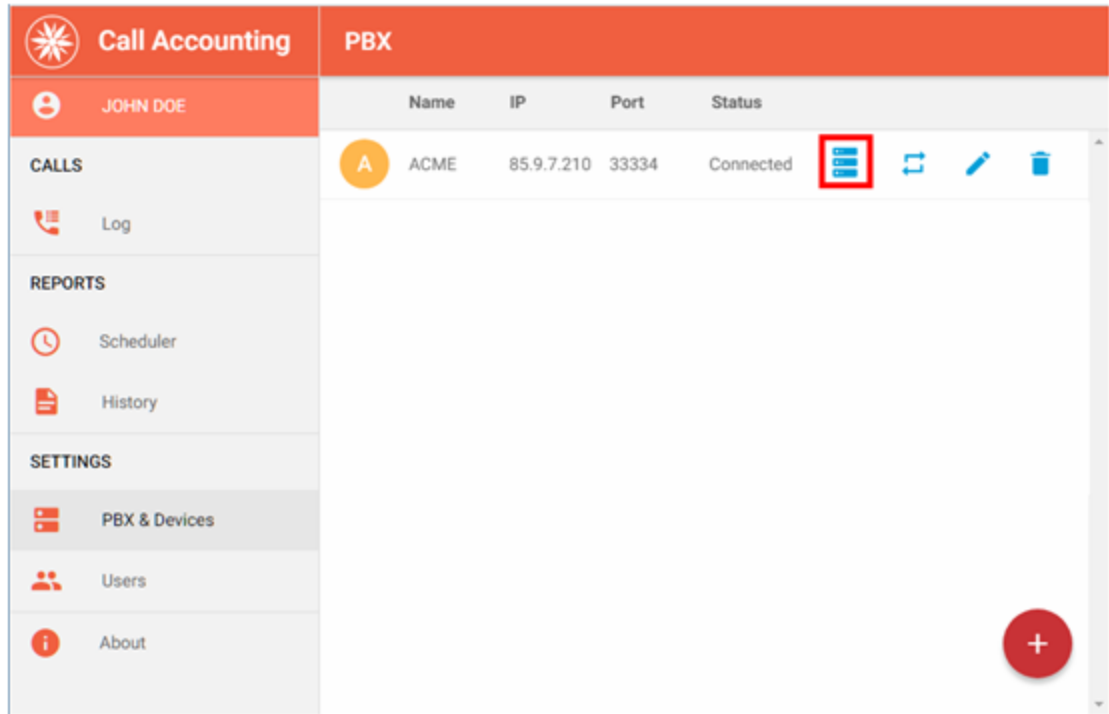 Call Accounting
PBX
JOHN DOE
Name IP Port Status
CALLS
A ACME 85.9.7.210 33334 Connected
Log
REPORTS
Scheduler
History
SETTINGS
PBX & Devices
Users
About